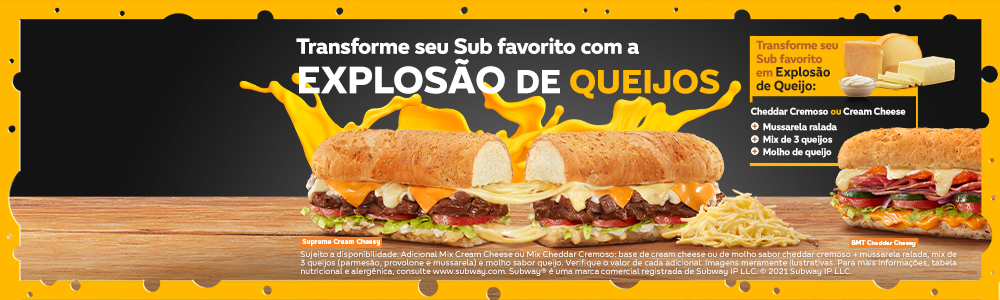 Transforme seu Sub favorito com a
EXPLOSÃO DE QUEIJOS
Transforme seu
Sub favorito
em Explosão
de Queijo:
Cheddar Cremoso ou Cream Cheese
Mussarela ralada
Mix de 3 queijos
Molho de queijo
Supreme Cream Cheesy
BMT Cheddar Cheesy
Sujeito a disponibilidade. Adicional Mix Cream Cheese ou Mix Cheddar Cremoso: base de cream cheese ou de molho sabor cheddar cremoso + mussarela ralada, mix de
3 queijos (parmesão, provolone e mussarela) e molho sabor queijo. Verifique o valor de cada adicional. Imagens meramente ilustrativas. Para mais informações, tabela
nutricional e alergênica, consulte www.subway.com. Subway® é uma marca comercial registrada de Subway IP LLC. © 2021 Subway IP LLC.